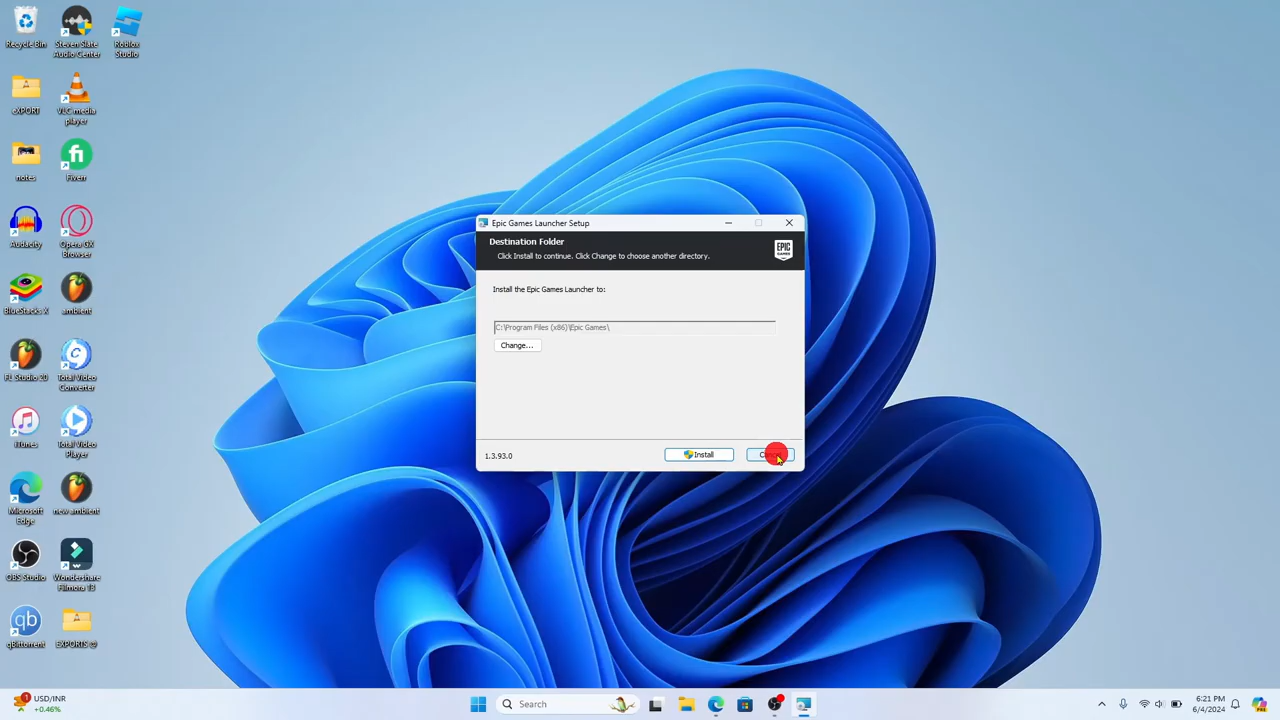 Recycle Bin
Steven Slate
Audio Center
Roblox
Studio
eXPORT
VLC media
player
notes
Fiverr
Audacity
Opera GX
Browser
BlueStacks X
ambient
FL Studio 20
Total Video
Converter
iTunes
Total Video
Player
Microsoft
Edge
new ambient
OBS Studio
Wondershare
Filmora 13
qBittorrent
EXPORTS
Epic Games Launcher Setup
Destination Folder
Click Install to continue. Click Change to choose another directory.
EPIC
GAMES
Install the Epic Games Launcher to:
C:\Program Files (x86)\Epic Games\
Change...
1.3.93.0
Install
Cancel
1
USD/INR
+0.46%
Search
6:21 PM
6/4/2024